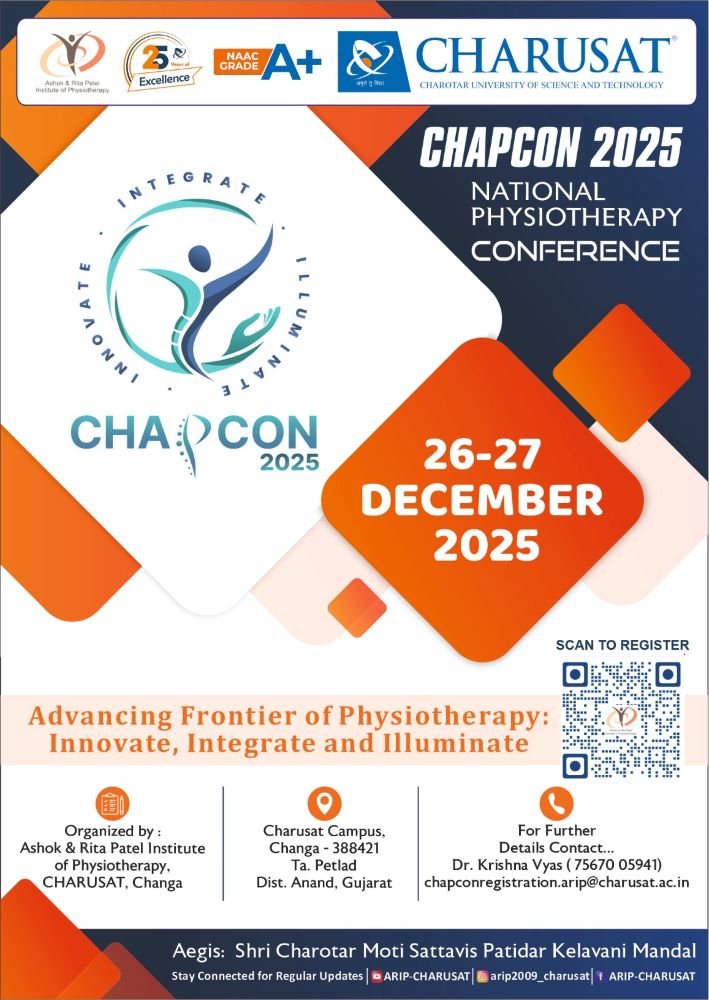 Ashok & Rita Patel
Institute of Physiotherapy
25 Years of
Excellence
NAAC
GRADE A+
CHARUSAT®
CHAROTAR UNIVERSITY OF SCIENCE AND TECHNOLOGY
CHAPCON 2025
NATIONAL
PHYSIOTHERAPY
CONFERENCE
INNOVATE · INTEGRATE · ILLUMINATE ·
CHAPCON
2025
26-27
DECEMBER
2025
SCAN TO REGISTER
Advancing Frontier of Physiotherapy:
Innovate, Integrate and Illuminate
Organized by :
Ashok & Rita Patel Institute
of Physiotherapy,
CHARUSAT, Changa
Charusat Campus,
Changa - 388421
Ta. Petlad
Dist. Anand, Gujarat
For Further
Details Contact...
Dr. Krishna Vyas ( 75670 05941)
chapconregistration.arip@charusat.ac.in
Aegis: Shri Charotar Moti Sattavis Patidar Kelavani Mandal
Stay Connected for Regular Updates | ARIP-CHARUSAT | arip2009_charusat | ARIP-CHARUSAT